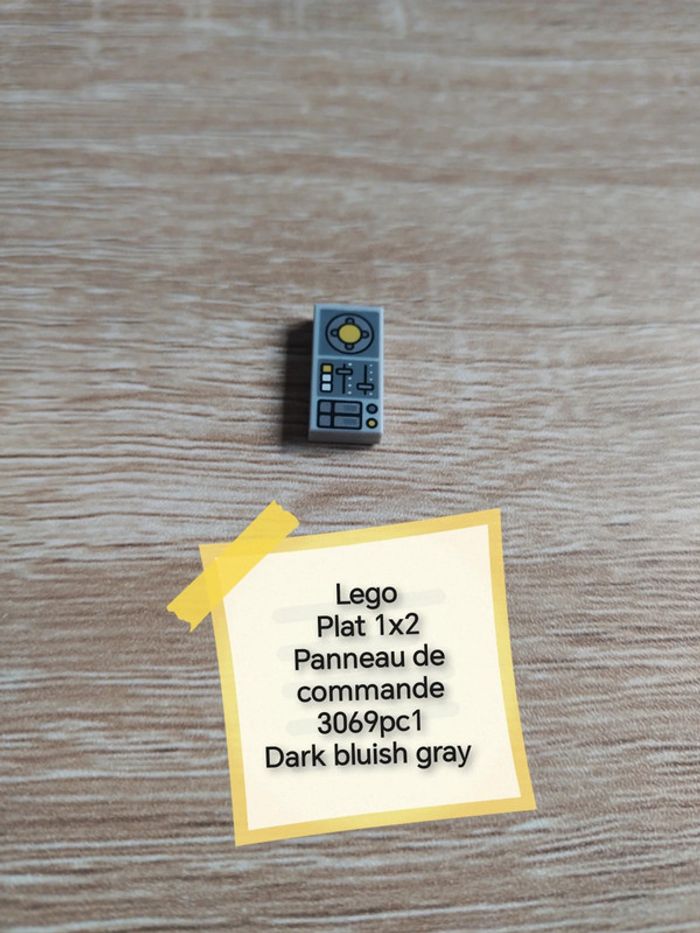 Lego
Plat 1x2
Panneau de
commande
3069pc1
Dark bluish gray